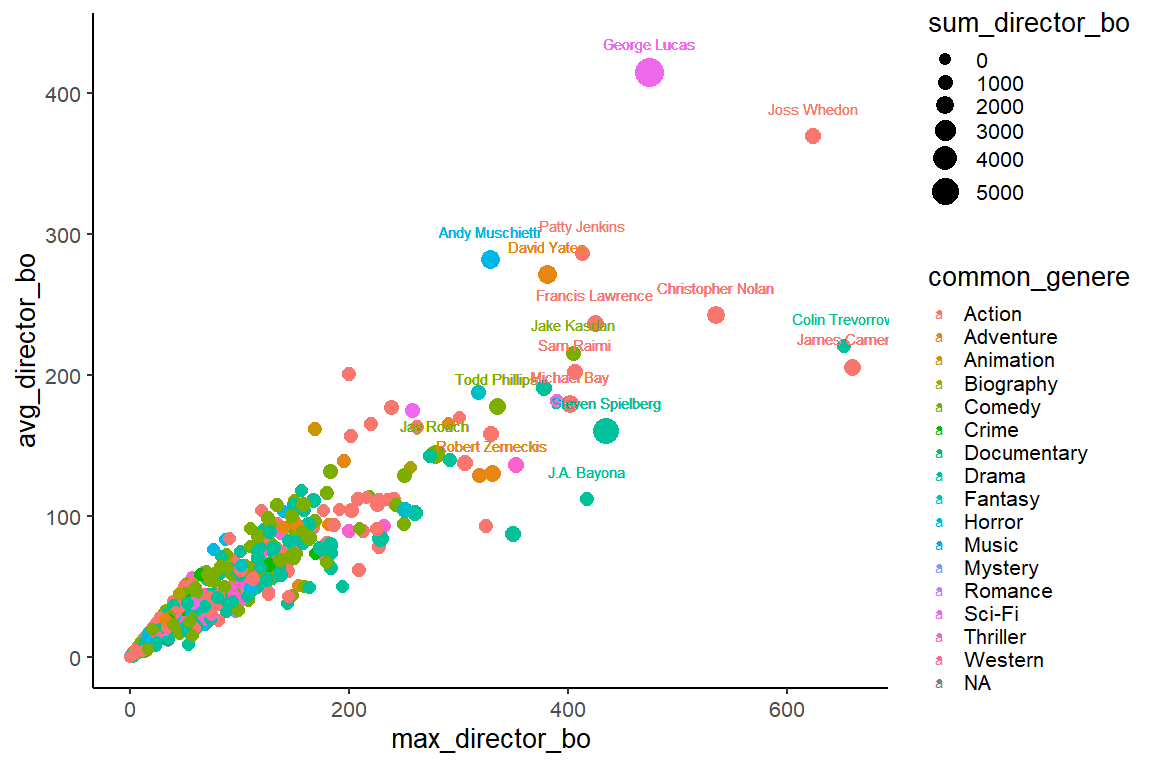 George Lucas
Joss Whedon
Patty Jenkins
Andy Muschietti
David Yates
Christopher Nolan
Francis Lawrence
Colin Trevorrov
Jake Kasdan
James Camer
Sam Raimi
Michael Bay
Todd Phillips
Steven Spielberg
Jay Roach
Robert Zemeckis
J.A. Bayona
400
300
200
100
0
avg_director_bo
0
200
400
600
max_director_bo
sum_director_bo
0
1000
2000
3000
4000
5000
common_genere
a Action
a Adventure
a Animation
a Biography
a Comedy
a Crime
a Documentary
a Drama
a Fantasy
a Horror
a Music
a Mystery
a Romance
a Sci-Fi
a Thriller
a Western
a NA